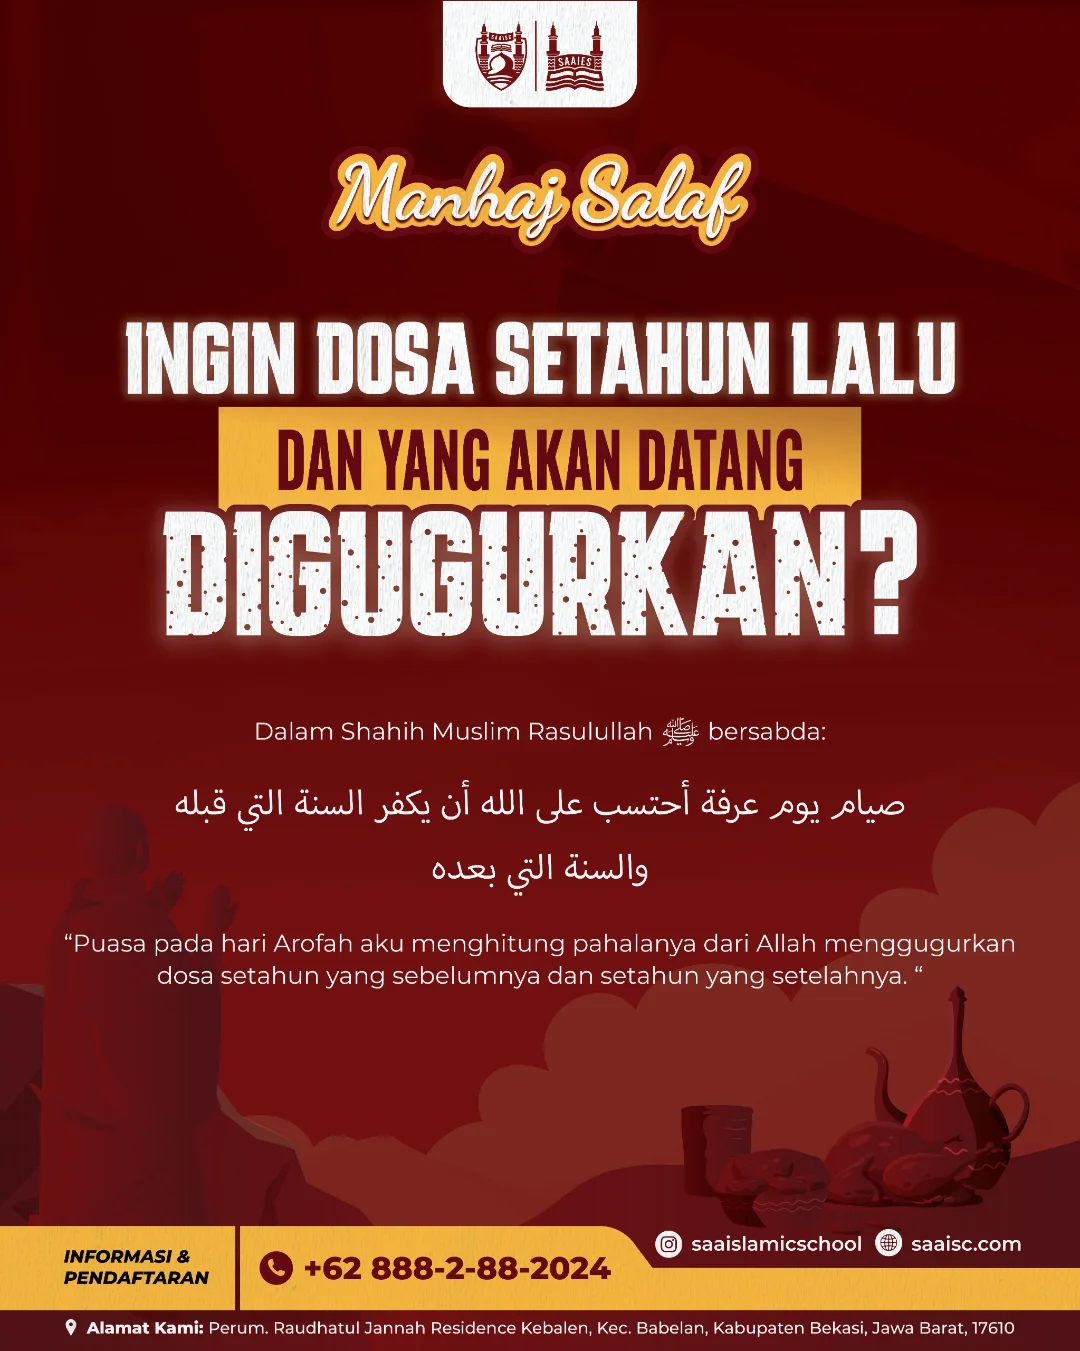 SAAISC
SAAIES
Manhaj Salaf
INGIN DOSA SETAHUN LALU
DAN YANG AKAN DATANG
DIGUGURKAN?
Dalam Shahih Muslim Rasulullah ﷺ bersabda:
صيام يوم عرفة أحتسب على الله أن يكفر السنة التي قبله
والسنة التي بعده
“Puasa pada hari Arofah aku menghitung pahalanya dari Allah menggugurkan
dosa setahun yang sebelumnya dan setahun yang setelahnya. “
INFORMASI &
PENDAFTARAN
+62 888-2-88-2024
saaislamicschool
saaisc.com
Alamat Kami: Perum. Raudhatul Jannah Residence Kebalen, Kec. Babelan, Kabupaten Bekasi, Jawa Barat, 17610